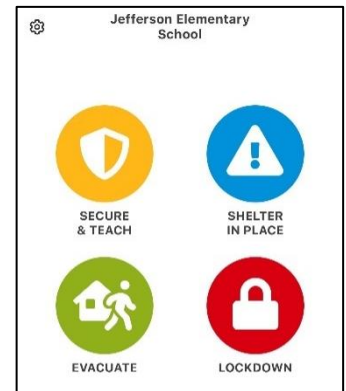 Jefferson Elementary
School
SECURE
& TEACH
SHELTER
IN PLACE
EVACUATE
LOCKDOWN